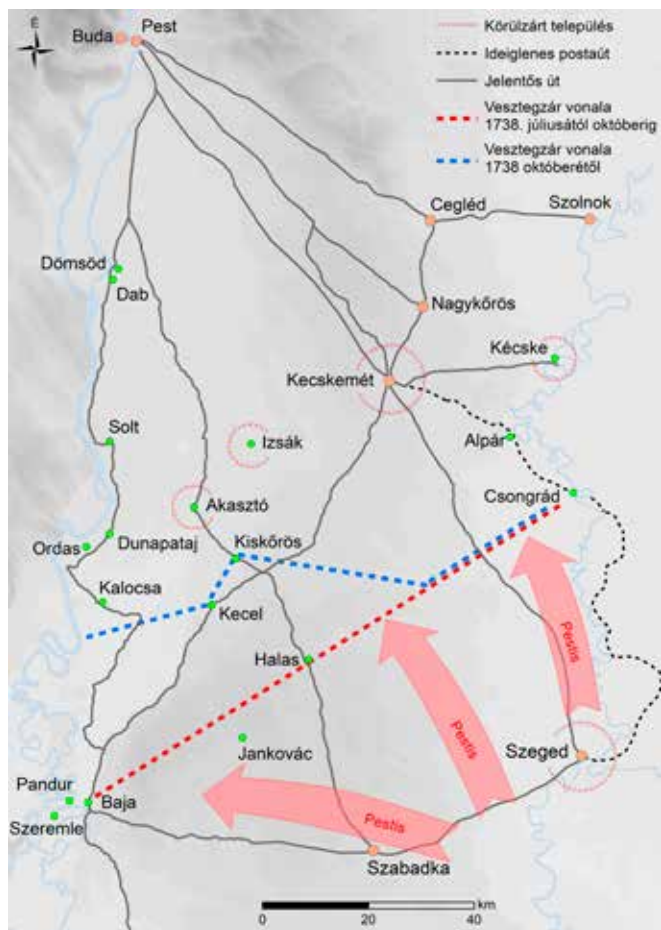 É
Buda
Pest
Körülzárt település
Ideiglenes postaút
Jelentős út
Vesztegzár vonala
1738. júliusától októberig
Vesztegzár vonala
1738 októberétől
Cegléd
Szolnok
Dömsöd
Dab
Nagykőrös
Kécske
Kecskemét
Solt
Izsák
Alpár
Akasztó
Csongrád
Ordas
Dunapataj
Kiskőrös
Kalocsa
Kecel
Halas
Pestis
Pestis
Jankovác
Szeged
Pandur
Baja
Szeremle
Pestis
Szabadka
km
0
20
40